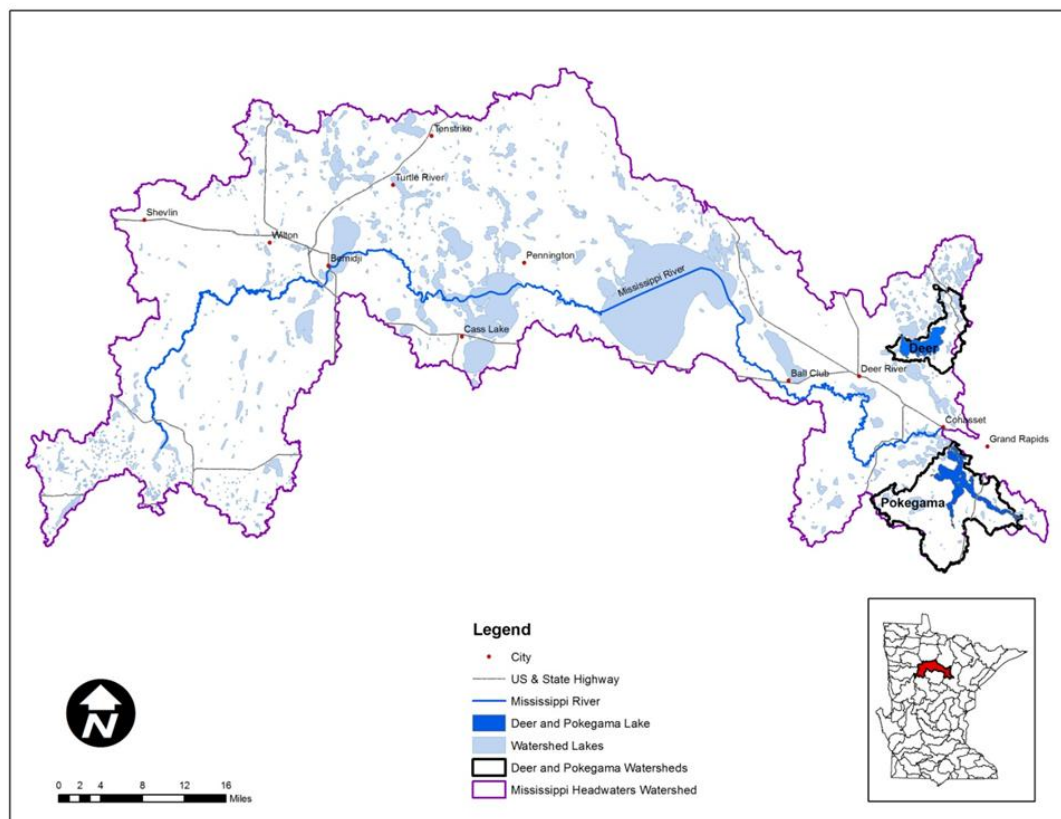 Tenstrike
Turtle River
Shevlin
Wilton
Bemidji
Pennington
Mississippi River
Cass Lake
Deer
Ball Club
Deer River
Cohasset
Grand Rapids
Pokegama
Legend
City
US & State Highway
Mississippi River
Deer and Pokegama Lake
Watershed Lakes
Deer and Pokegama Watersheds
Mississippi Headwaters Watershed
N
0 2 4 8 12 16
Miles